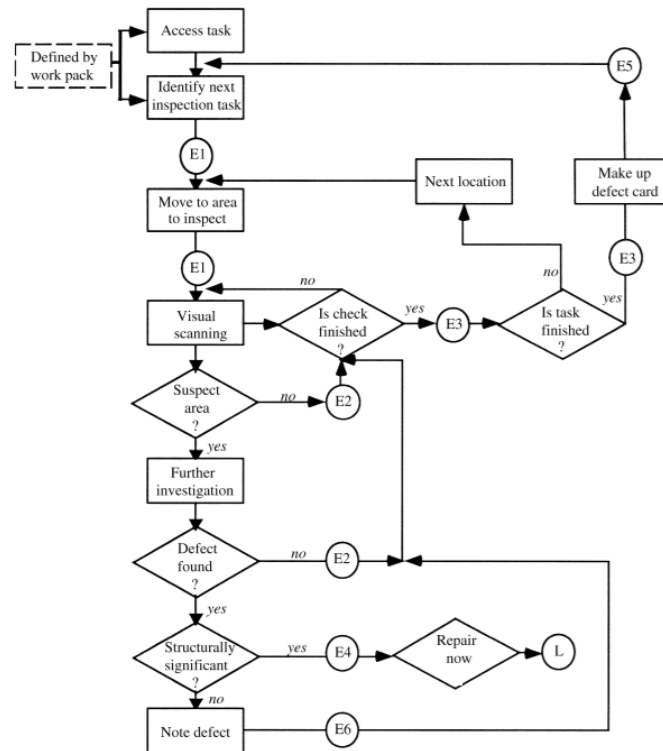 Access task
Defined by
work pack
E5
Identify next
inspection task
E1
Next location
Make up
defect card
Move to area
to inspect
E3
E1
no
no
Visual
scanning
Is check
finished
?
yes
E3
Is task
finished
?
yes
Suspect
area
?
no
E2
yes
Further
investigation
Defect
found
?
no
E2
yes
Structurally
significant
?
yes
E4
Repair
now
L
no
Note defect
E6